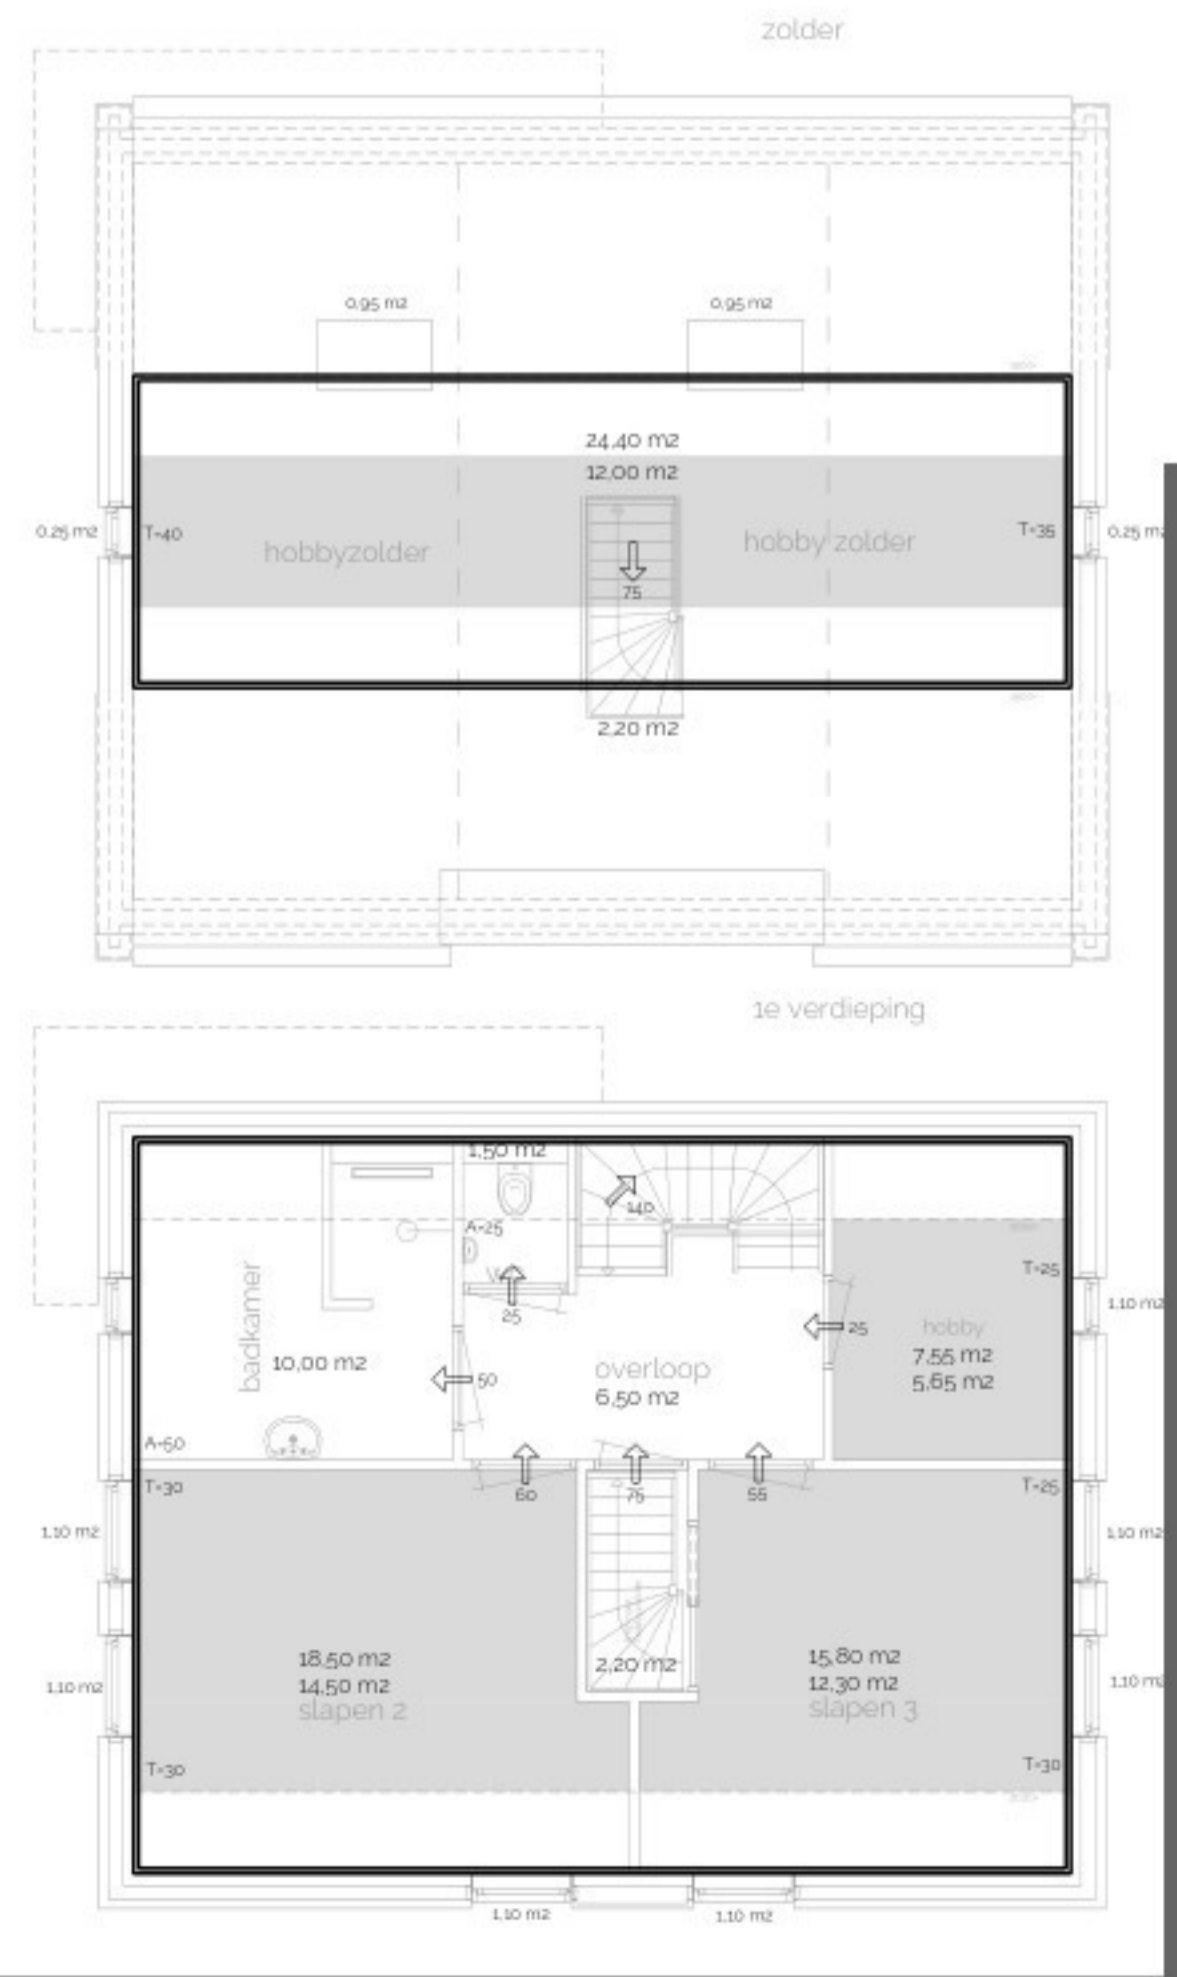 zolder
0,95 m2
0,95 m2
24,40 m2
12,00 m2
0,25 m2
T=40
hobbyzolder
hobby zolder
T=35
0,25 m2
75
2,20 m2
1e verdieping
1,50 m2
140
A=25
T=25
25
badkamer
10,00 m2
50
overloop
6,50 m2
25
hobby
7,55 m2
5,65 m2
1,10 m2
A=50
T=30
60
75
55
T=25
1,10 m2
1,10 m2
18,50 m2
14,50 m2
slapen 2
2,20 m2
15,80 m2
12,30 m2
slapen 3
1,10 m2
1,10 m2
T=30
T=30
1,10 m2
1,10 m2